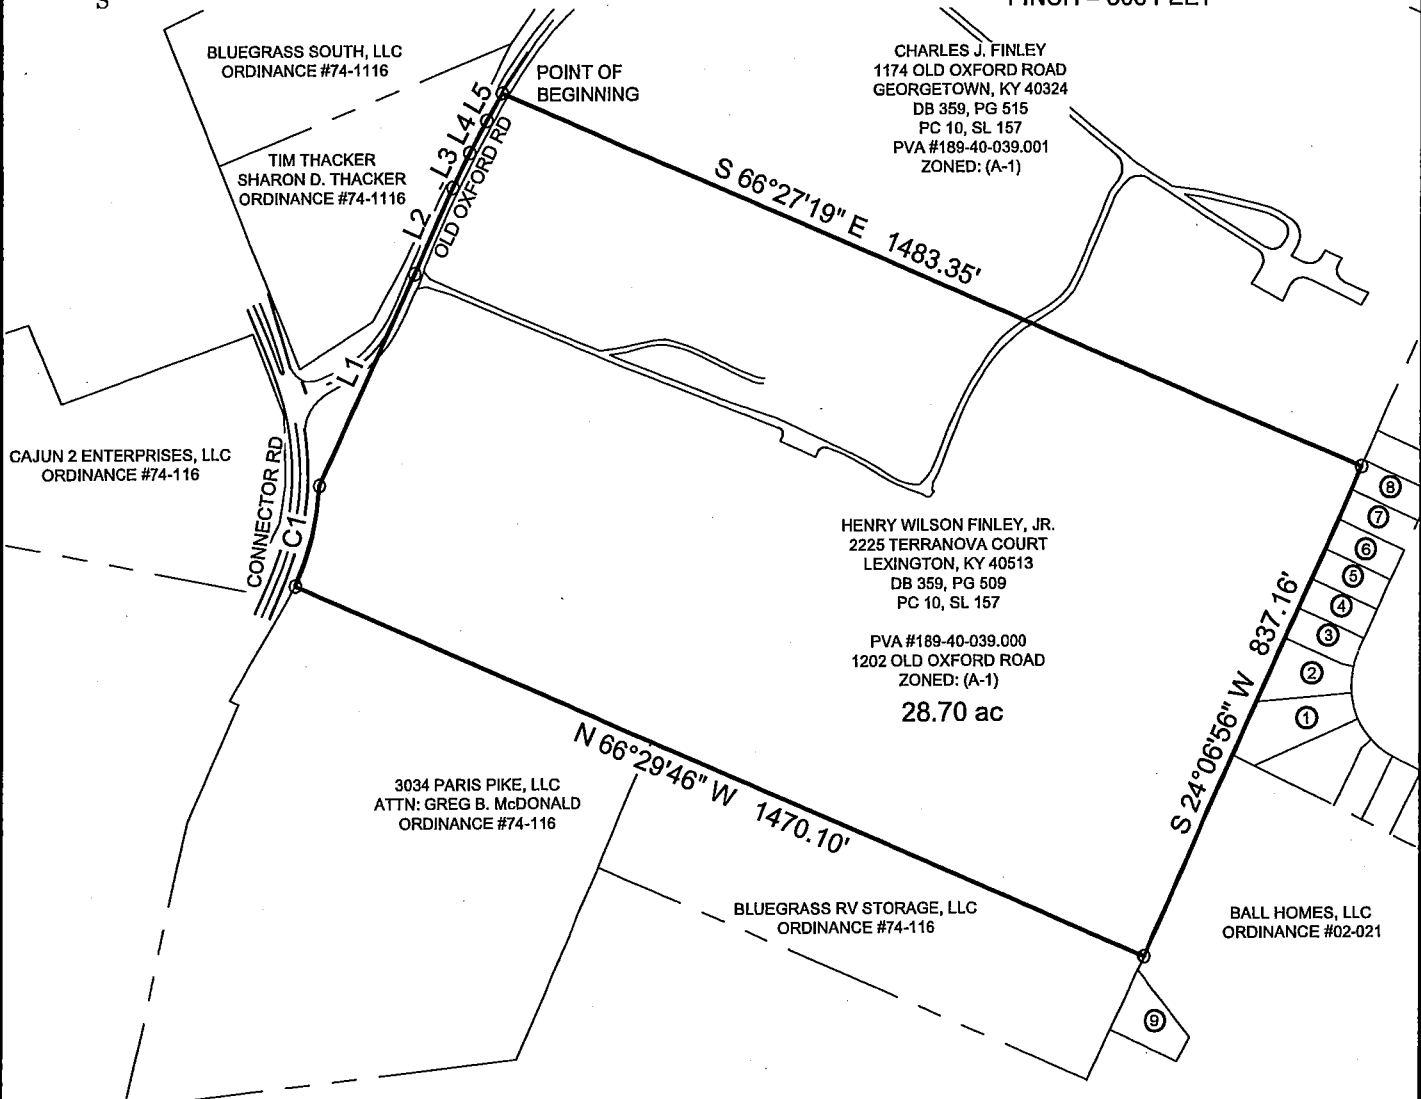 S
BLUEGRASS SOUTH, LLC
ORDINANCE #74-1116
POINT OF
BEGINNING
CHARLES J. FINLEY
1174 OLD OXFORD ROAD
GEORGETOWN, KY 40324
DB 359, PG 515
PC 10, SL 157
PVA #189-40-039.001
ZONED: (A-1)
TIM THACKER
SHARON D. THACKER
ORDINANCE #74-1116
L5
L4
L3
L2
L1
OLD OXFORD RD
S 66°27'19" E 1483.35'
CAJUN 2 ENTERPRISES, LLC
ORDINANCE #74-116
CONNECTOR RD
C1
HENRY WILSON FINLEY, JR.
2225 TERRANOVA COURT
LEXINGTON, KY 40513
DB 359, PG 509
PC 10, SL 157
PVA #189-40-039.000
1202 OLD OXFORD ROAD
ZONED: (A-1)
28.70 ac
S 24°06'56" W 837.16'
8
7
6
5
4
3
2
1
N 66°29'46" W 1470.10'
3034 PARIS PIKE, LLC
ATTN: GREG B. McDONALD
ORDINANCE #74-116
BLUEGRASS RV STORAGE, LLC
ORDINANCE #74-116
BALL HOMES, LLC
ORDINANCE #02-021
9